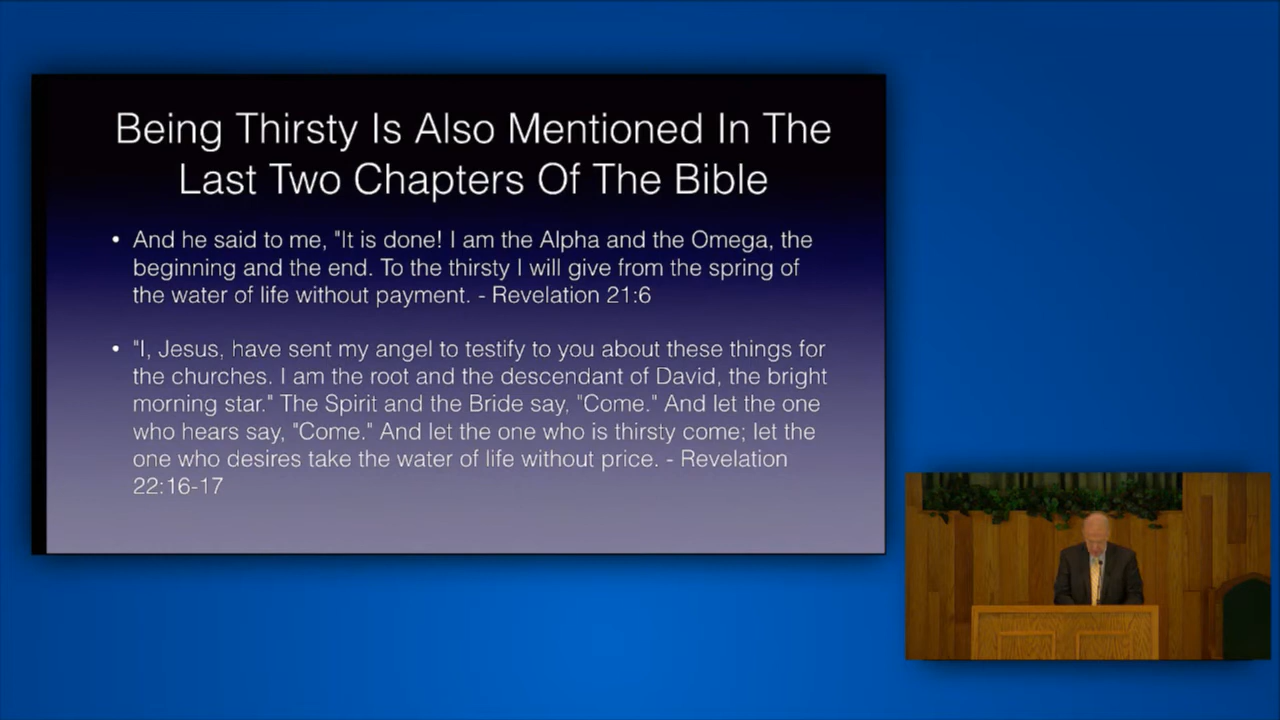 Being Thirsty Is Also Mentioned In The
Last Two Chapters Of The Bible
• And he said to me, "It is done! I am the Alpha and the Omega, the
beginning and the end. To the thirsty I will give from the spring of
the water of life without payment. - Revelation 21:6
• "I, Jesus, have sent my angel to testify to you about these things for
the churches. I am the root and the descendant of David, the bright
morning star." The Spirit and the Bride say, "Come." And let the one
who hears say, "Come." And let the one who is thirsty come; let the
one who desires take the water of life without price. - Revelation
22:16-17